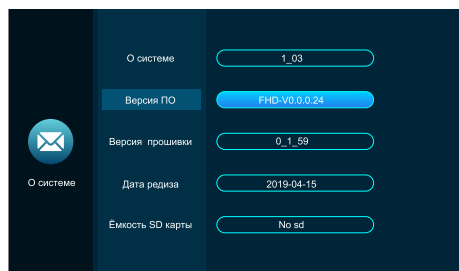 О системе 1_03
Версия ПО FHD-V0.0.0.24
Версия прошивки 0_1_59
О системе
Дата редиза 2019-04-15
Ёмкость SD карты No sd